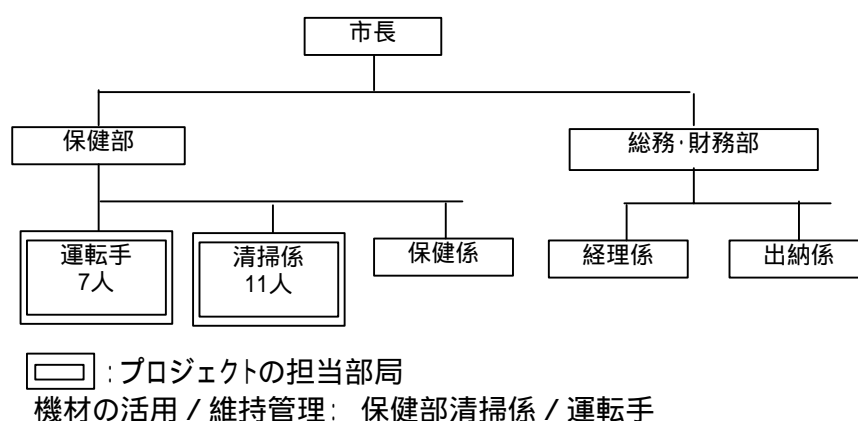 市長
保健部
総務・財務部
運転手
7人
清掃係
11人
保健係
経理係
出納係
：プロジェクトの担当部局
機材の活用 / 維持管理： 保健部清掃係 / 運転手